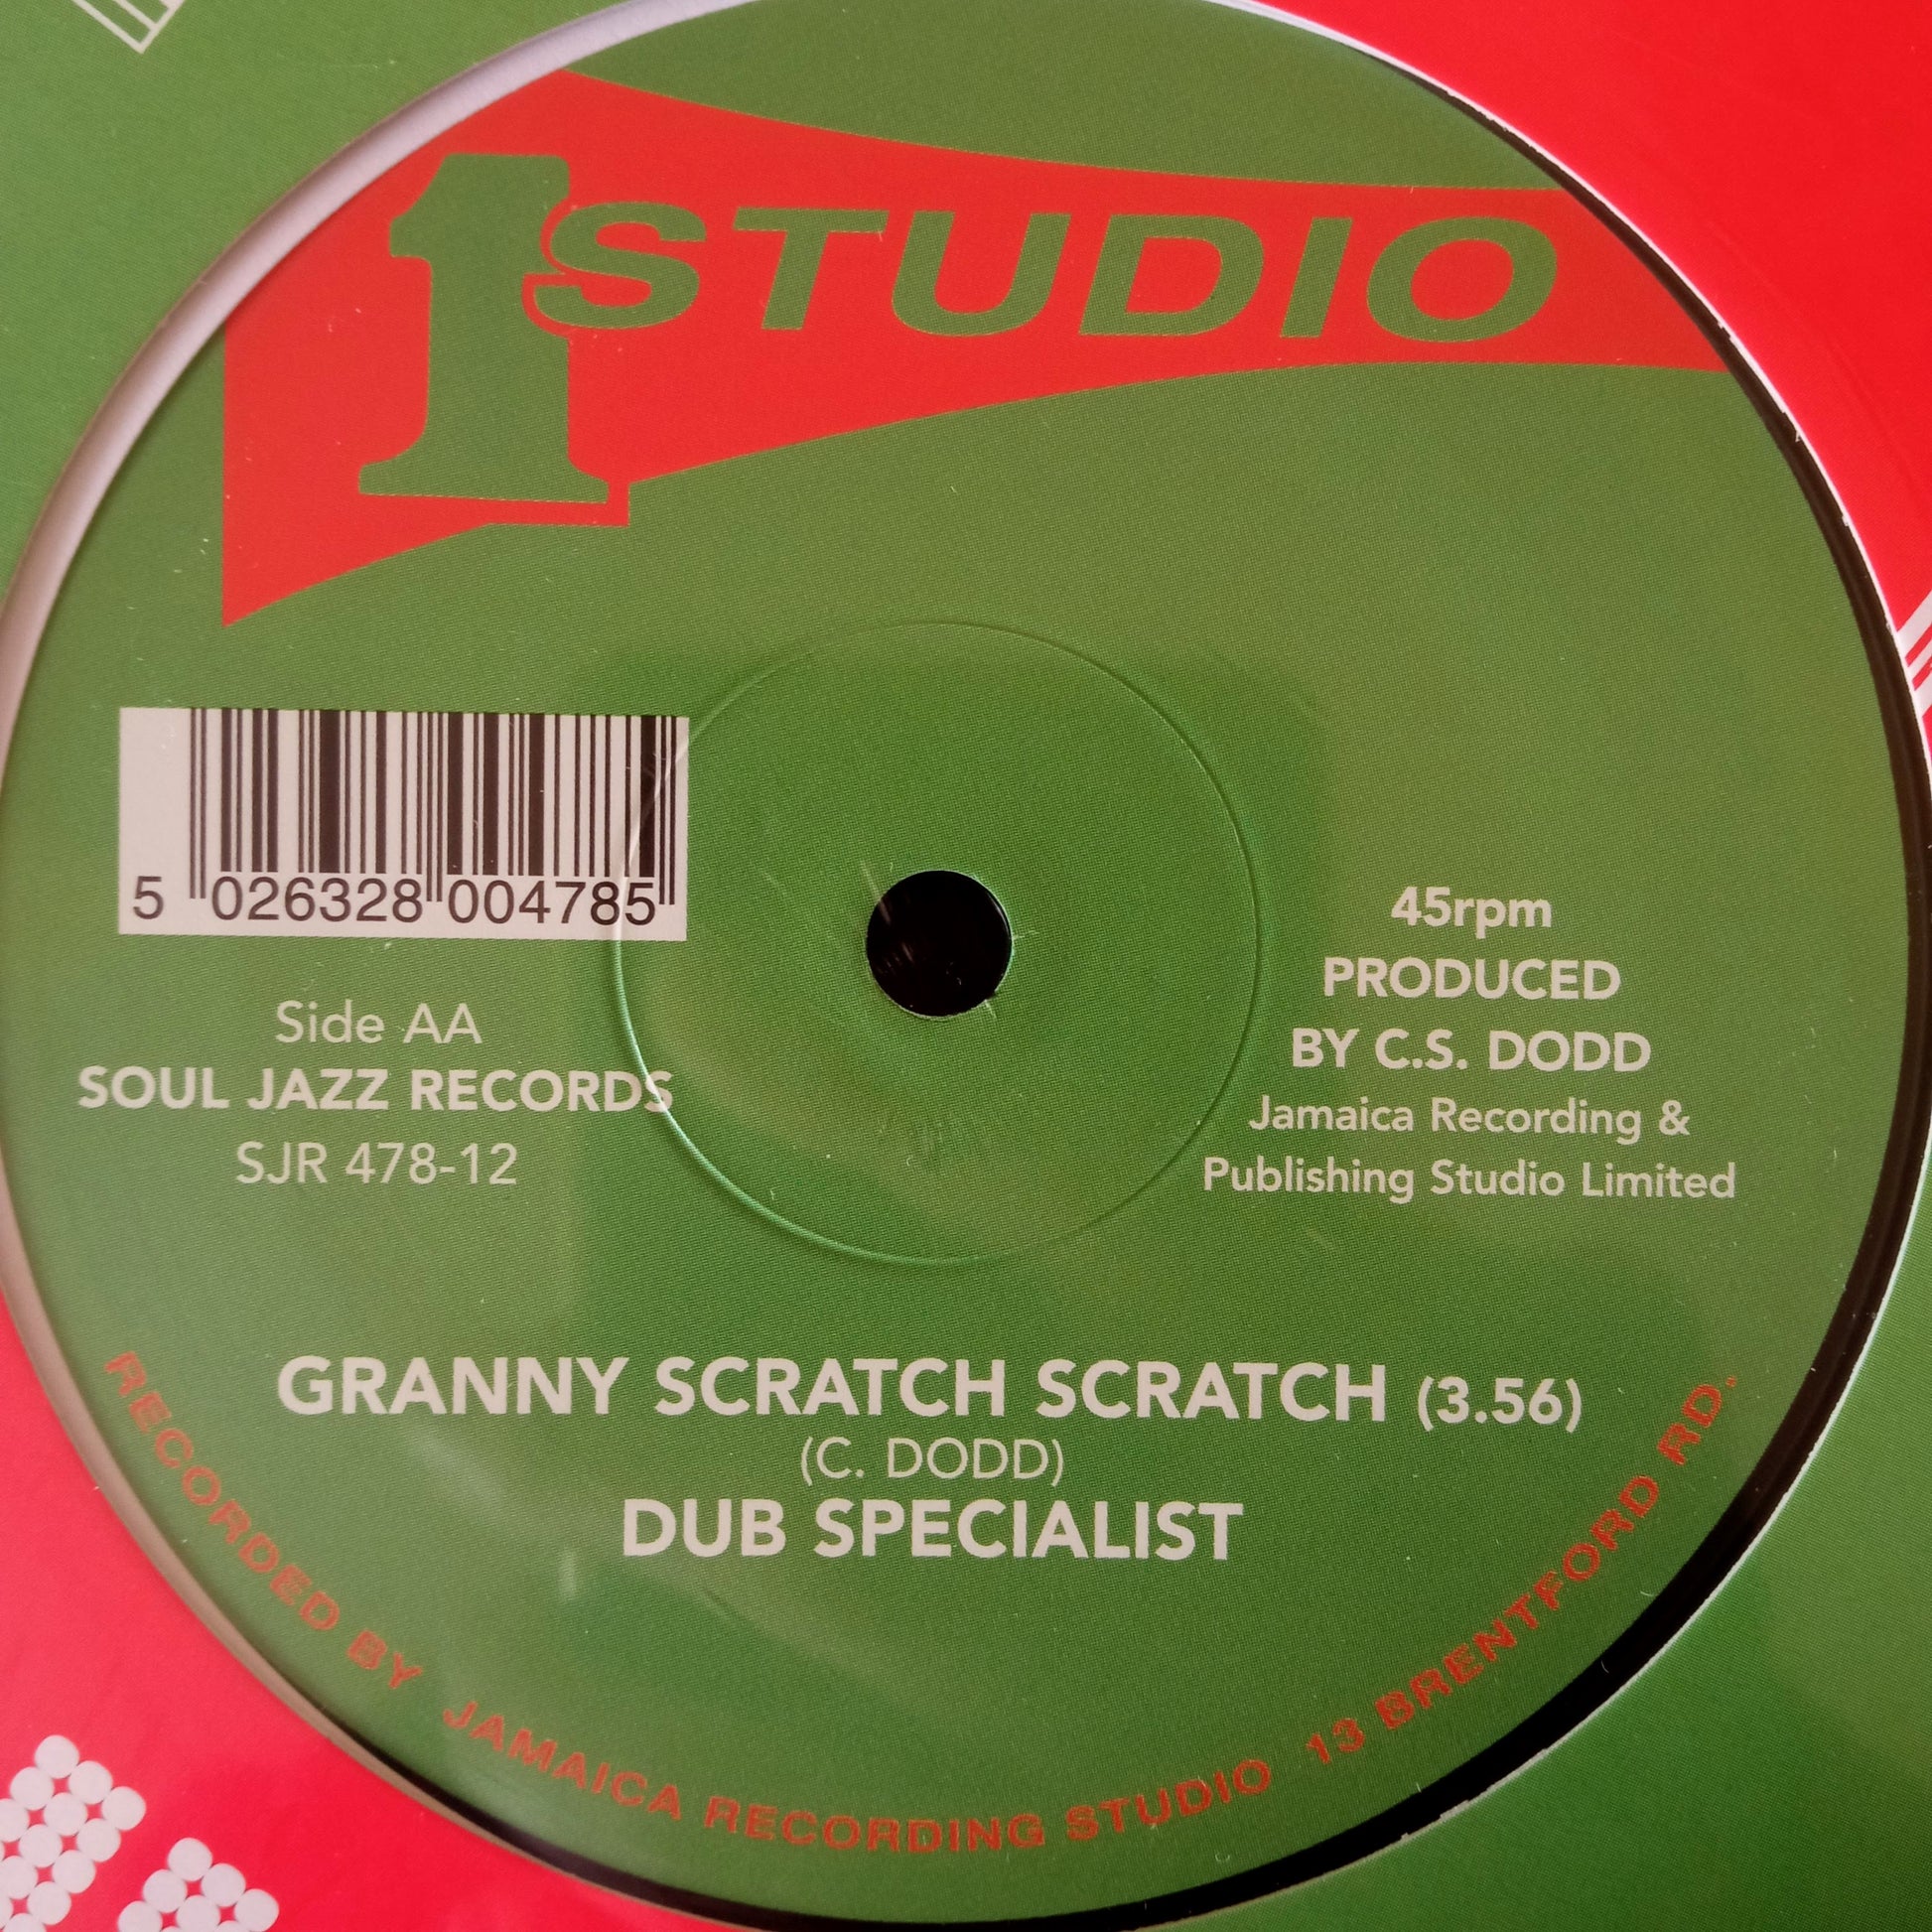 1 STUDIO
5 026328 004785
Side AA
SOUL JAZZ RECORDS
SJR 478-12
45rpm
PRODUCED
BY C.S. DODD
Jamaica Recording &
Publishing Studio Limited
GRANNY SCRATCH SCRATCH (3.56)
(C. DODD)
DUB SPECIALIST
RECORDED BY JAMAICA RECORDING STUDIO 13 BRENTFORD RD.